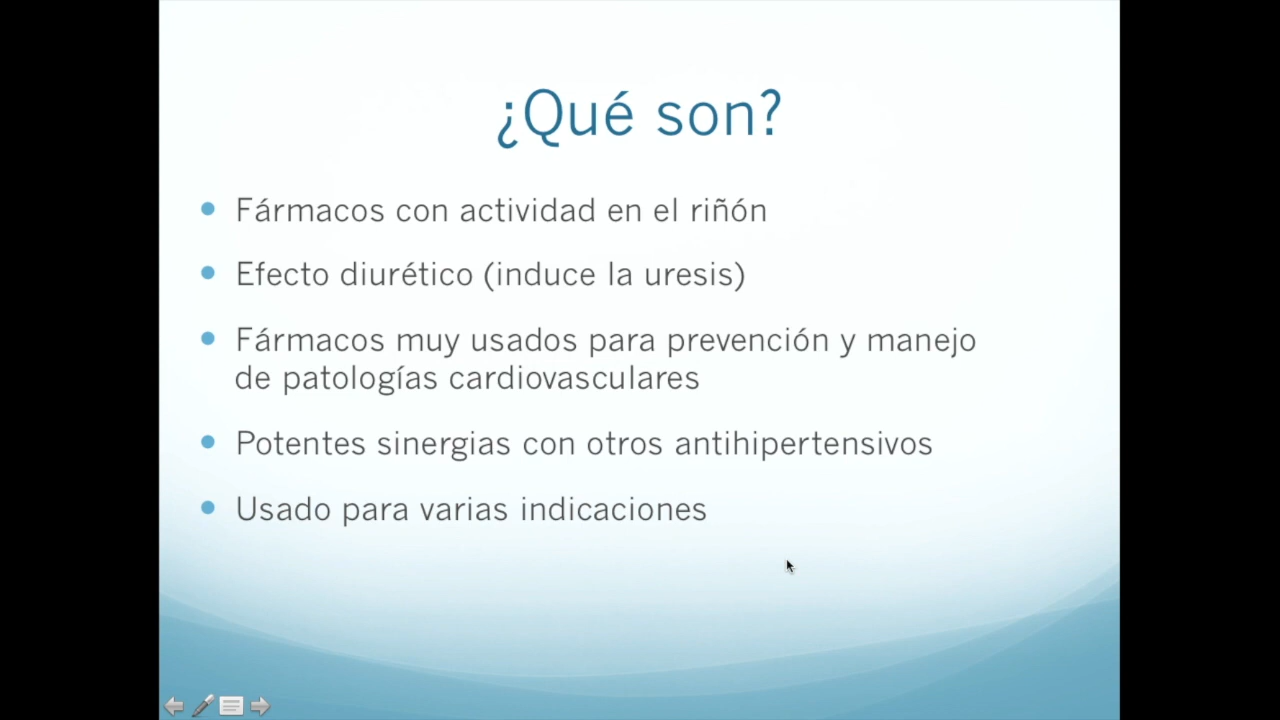 ¿Qué son?
Fármacos con actividad en el riñón
Efecto diurético (induce la uresis)
Fármacos muy usados para prevención y manejo
de patologías cardiovasculares
Potentes sinergias con otros antihipertensivos
Usado para varias indicaciones